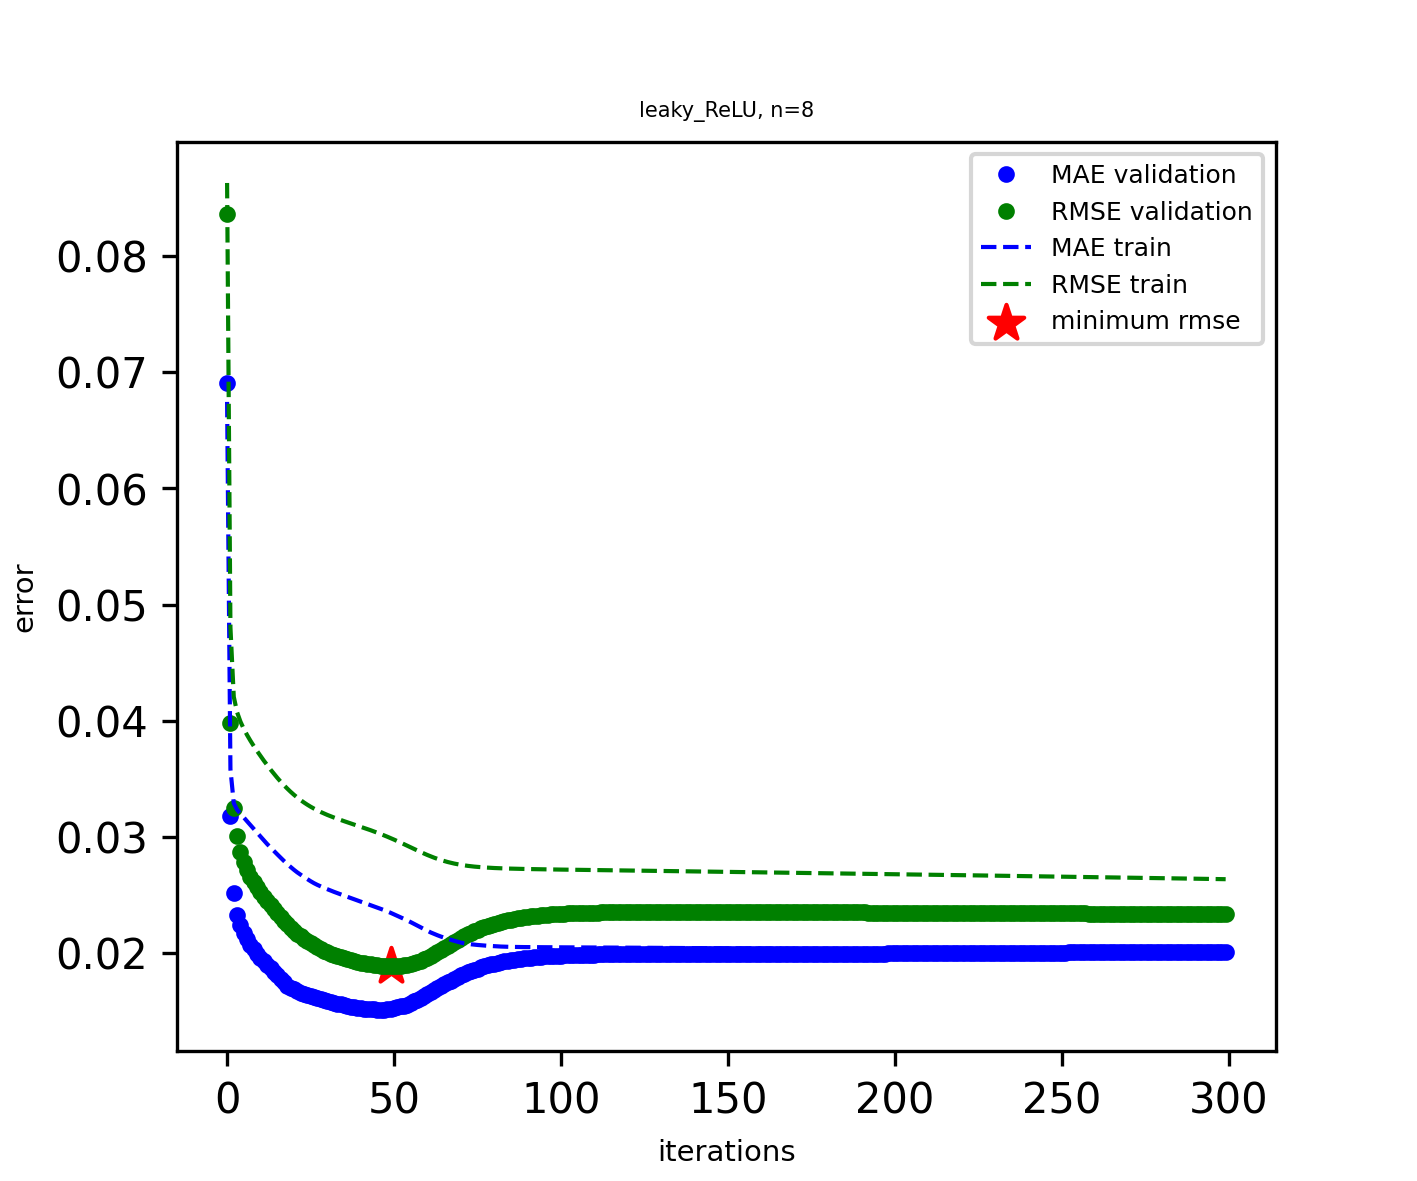 leaky_ReLU, n=8
MAE validation
RMSE validation
MAE train
RMSE train
minimum rmse
0.08
0.07
0.06
0.05
0.04
0.03
0.02
error
0 50 100 150 200 250 300
iterations